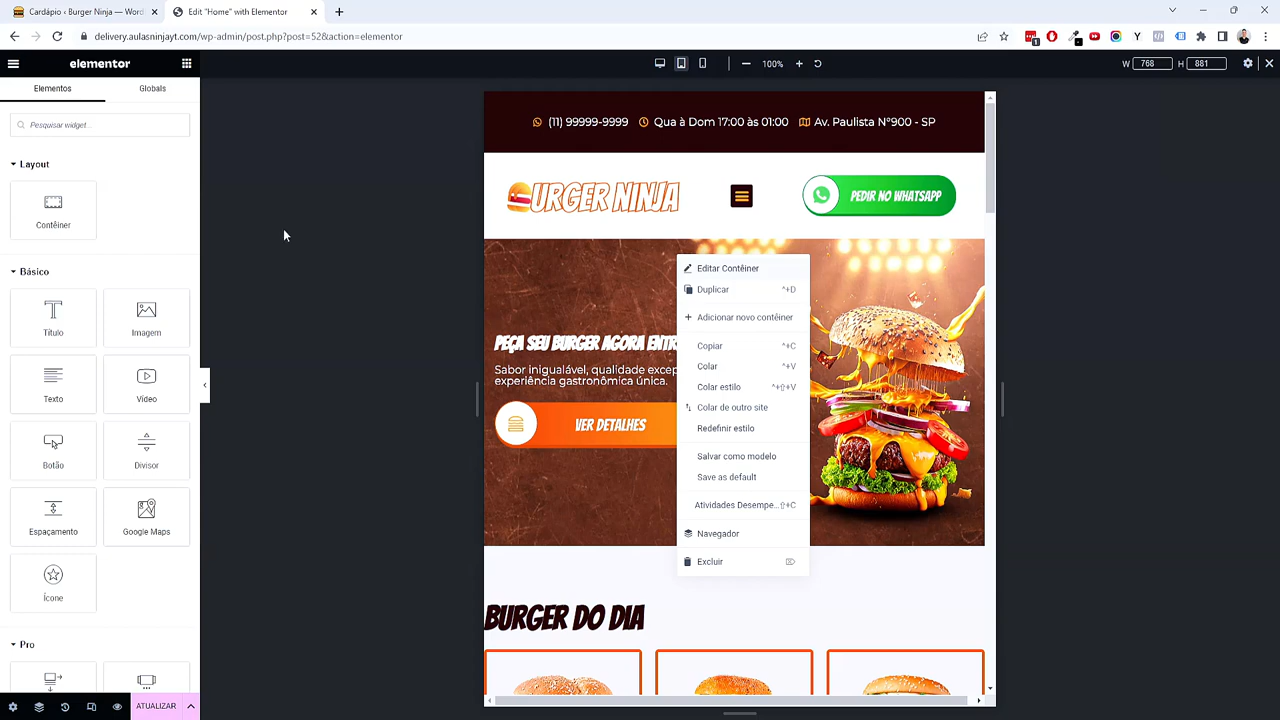 Cardápio ‹ Burger Ninja — Word
Edit "Home" with Elementor
delivery.aulasninjayt.com/wp-admin/post.php?post=52&action=elementor
elementor
100%
W 768 H 881
Elementos
Globals
Pesquisar widget...
Layout
Contêiner
Básico
Título
Imagem
Texto
Vídeo
Botão
Divisor
Espaçamento
Google Maps
Ícone
Pro
ATUALIZAR
(11) 99999-9999
Qua à Dom 17:00 às 01:00
Av. Paulista N°900 - SP
BURGER NINJA
PEDIR NO WHATSAPP
PEÇA SEU BURGER AGORA ENTR
Sabor inigualável, qualidade excep
experiência gastronômica única.
VER DETALHES
Editar Contêiner
Duplicar ^+D
Adicionar novo contêiner
Copiar ^+C
Colar ^+V
Colar estilo ^+⇧+V
Colar de outro site
Redefinir estilo
Salvar como modelo
Save as default
Atividades Desempe...⇧+C
Navegador
Excluir
BURGER DO DIA